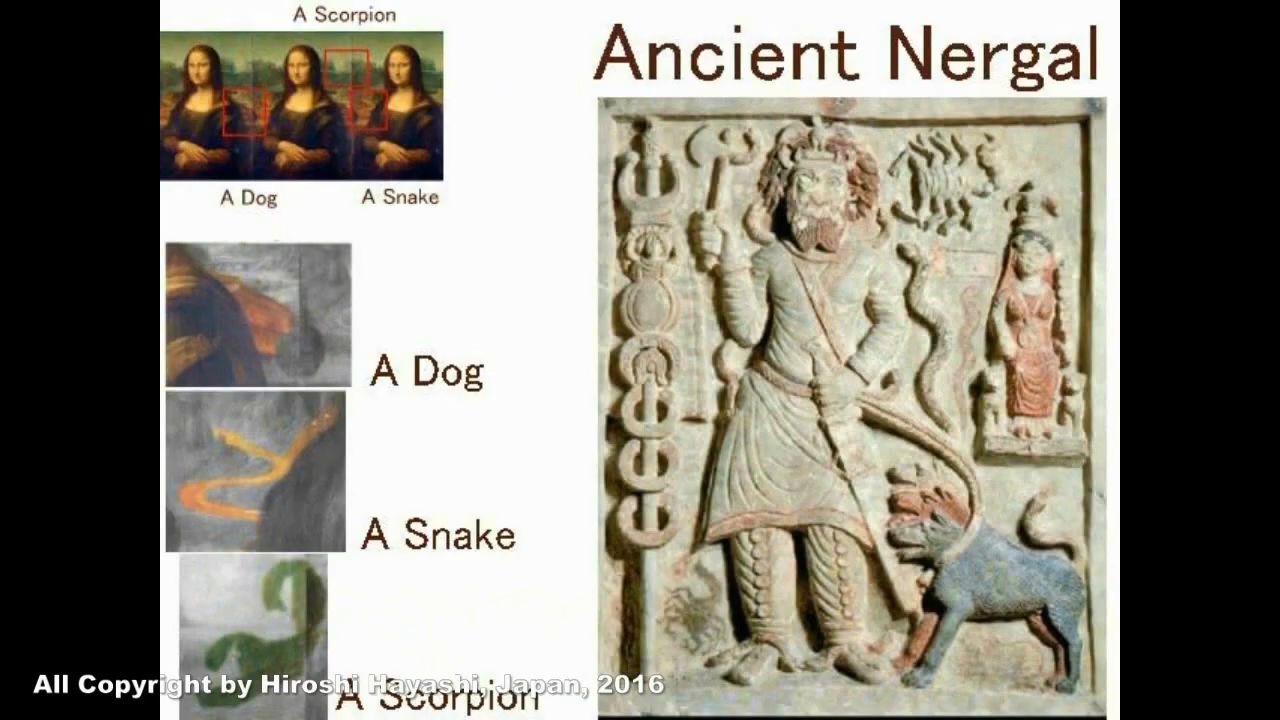 A Scorpion
Ancient Nergal
A Dog
A Snake
A Dog
A Snake
A Scorpion
All Copyright by Hiroshi Hayashi, Japan, 2016